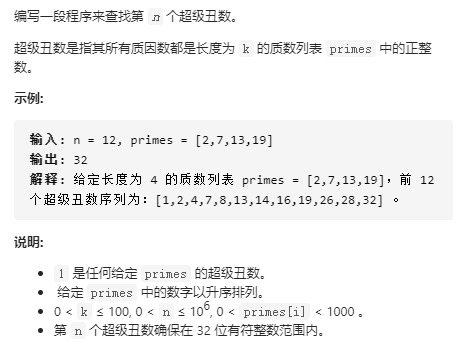 编写一段程序来查找第 n 个超级丑数。
超级丑数是指其所有质因数都是长度为 k 的质数列表 primes 中的正整
数。
示例:
输入: n = 12, primes = [2,7,13,19]
输出: 32
解释: 给定长度为 4 的质数列表 primes = [2,7,13,19]，前 12
个超级丑数序列为：[1,2,4,7,8,13,14,16,19,26,28,32] 。
说明:
• 1 是任何给定 primes 的超级丑数。
• 给定 primes 中的数字以升序排列。
• 0 < k ≤ 100, 0 < n ≤ 10⁶, 0 < primes[i] < 1000 。
• 第 n 个超级丑数确保在 32 位有符整数范围内。